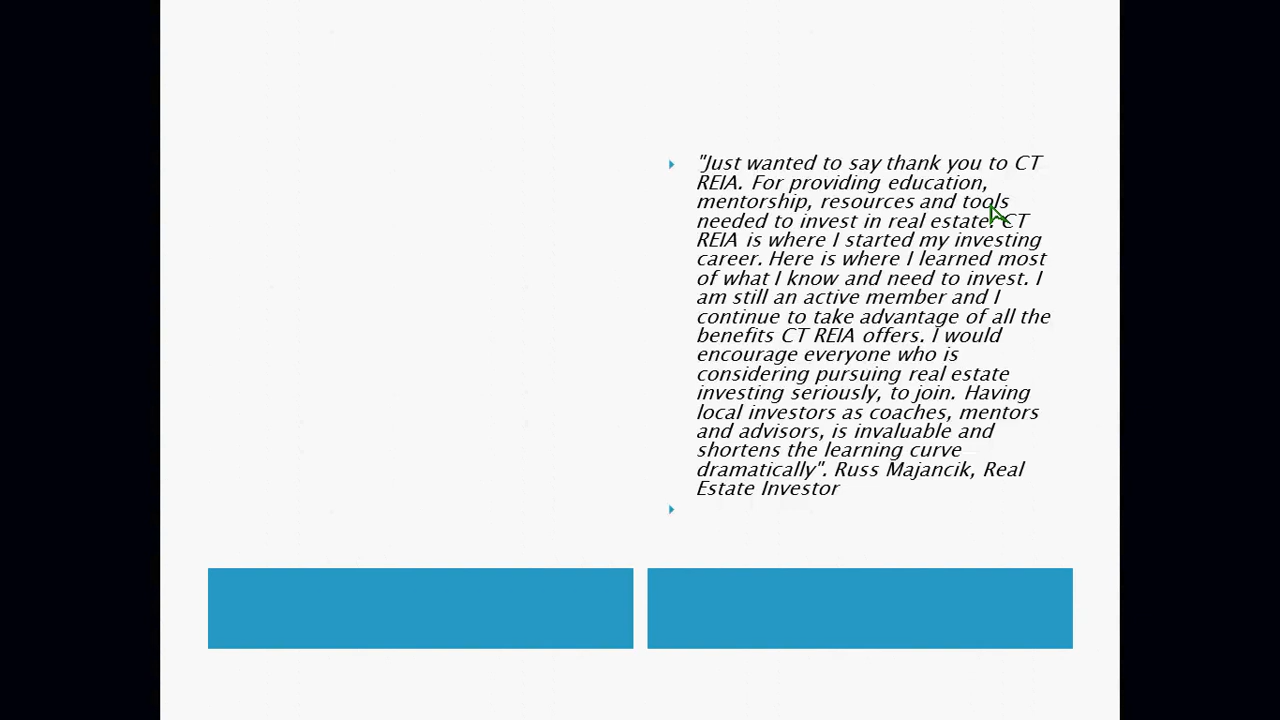 "Just wanted to say thank you to CT
REIA. For providing education,
mentorship, resources and tools
needed to invest in real estate. CT
REIA is where I started my investing
career. Here is where I learned most
of what I know and need to invest. I
am still an active member and I
continue to take advantage of all the
benefits CT REIA offers. I would
encourage everyone who is
considering pursuing real estate
investing seriously, to join. Having
local investors as coaches, mentors
and advisors, is invaluable and
shortens the learning curve
dramatically". Russ Majancik, Real
Estate Investor